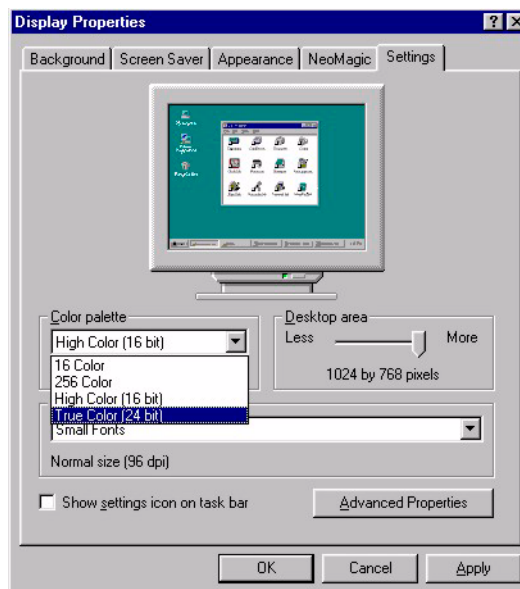 Display Properties
Background Screen Saver Appearance NeoMagic Settings
Color palette
High Color (16 bit)
16 Color
256 Color
High Color (16 bit)
True Color (24 bit)
Desktop area
Less More
1024 by 768 pixels
Small Fonts
Normal size (96 dpi)
Show settings icon on task bar
Advanced Properties
OK Cancel Apply